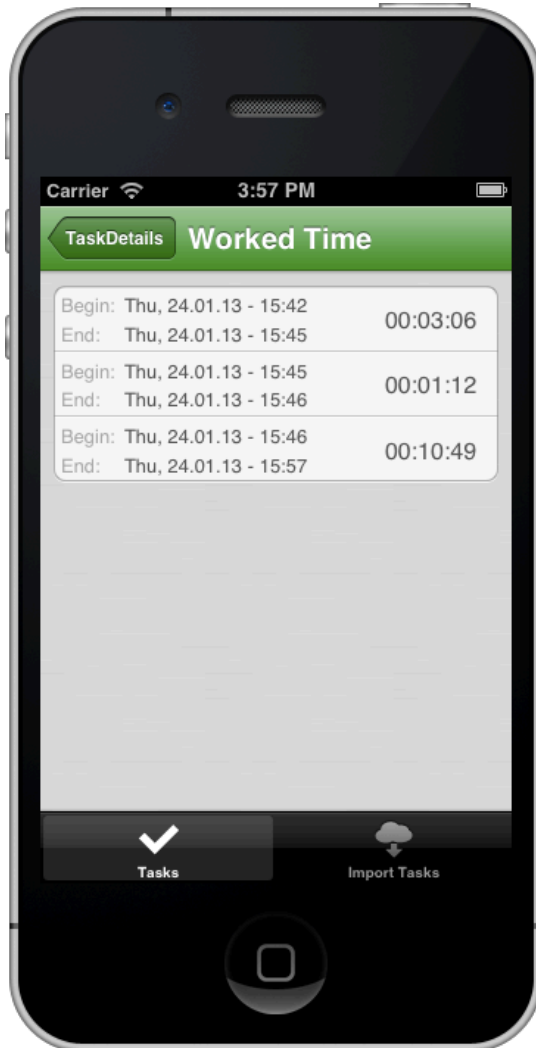 Carrier 3:57 PM
TaskDetails Worked Time
Begin: Thu, 24.01.13 - 15:42
End: Thu, 24.01.13 - 15:45
00:03:06
Begin: Thu, 24.01.13 - 15:45
End: Thu, 24.01.13 - 15:46
00:01:12
Begin: Thu, 24.01.13 - 15:46
End: Thu, 24.01.13 - 15:57
00:10:49
Tasks
Import Tasks